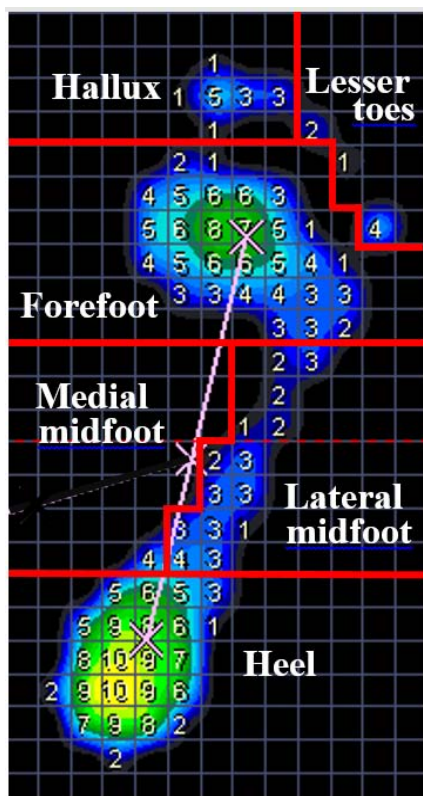 1
Hallux
Lesser
toes
1 5 3 3
1 2
2 1 1
4 5 6 6 3
5 6 8 7 5 1 4
4 5 6 6 5 4 1
3 3 4 4 3 3
Forefoot
3 3 2
2 3
Medial
midfoot
2
1 2
2 3
3 3
Lateral
midfoot
3 3 1
4 4 3
5 6 5 3
5 9 8 6 1
8 10 9 7
Heel
2 9 10 9 6
7 9 8 2
2